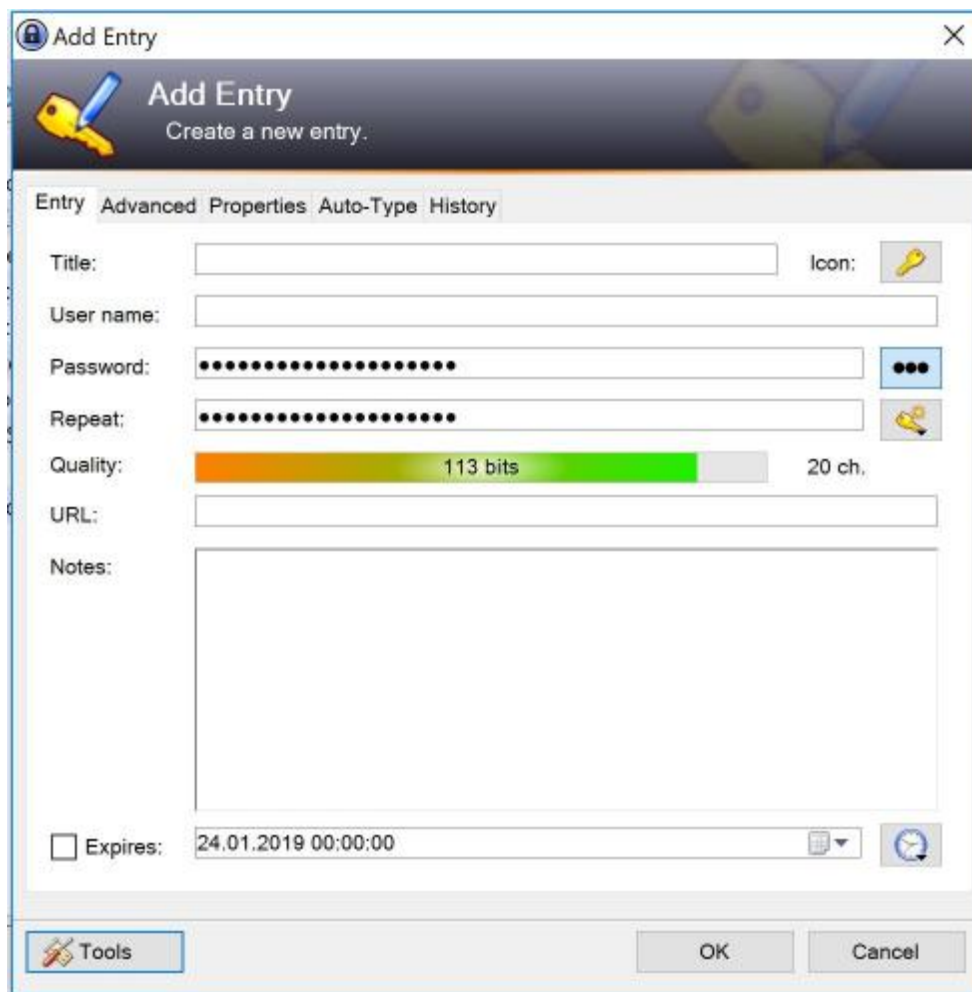 Add Entry
Add Entry
Create a new entry.
Entry Advanced Properties Auto-Type History
Title: Icon:
User name:
Password: ●●●●●●●●●●●●●●●●●●●● ●●●
Repeat: ●●●●●●●●●●●●●●●●●●●●
Quality: 113 bits 20 ch.
URL:
Notes:
Expires: 24.01.2019 00:00:00
Tools OK Cancel